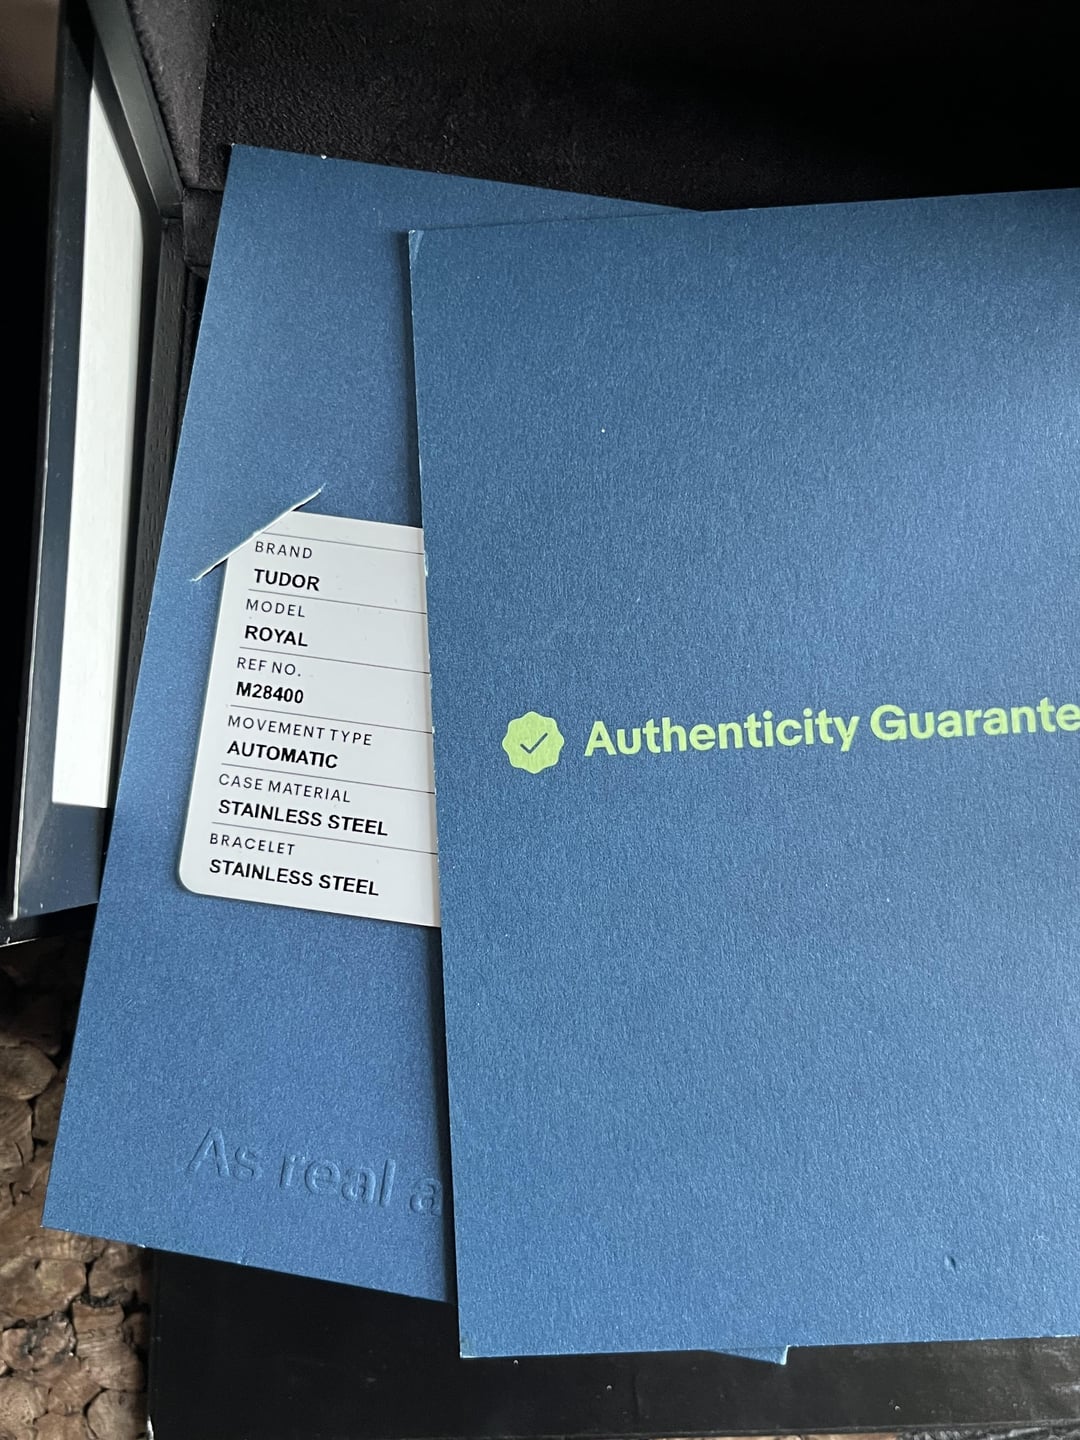 BRAND
TUDOR
MODEL
ROYAL
REF NO.
M28400
MOVEMENT TYPE
AUTOMATIC
CASE MATERIAL
STAINLESS STEEL
BRACELET
STAINLESS STEEL
As real a
Authenticity Guarante